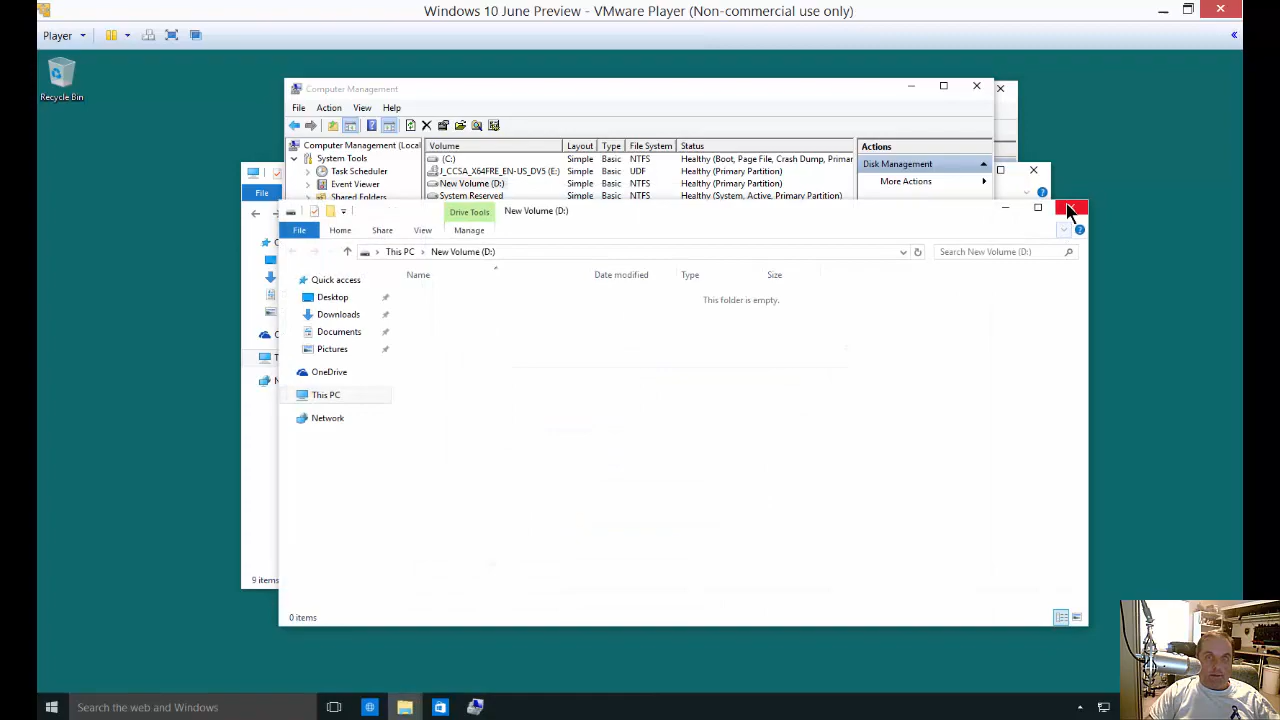 Windows 10 June Preview - VMware Player (Non-commercial use only)
Player
Recycle Bin
Computer Management
File Action View Help
Computer Management (Local
System Tools
Task Scheduler
Event Viewer
Shared Folders
Volume Layout Type File System Status
(C:) Simple Basic NTFS Healthy (Boot, Page File, Crash Dump, Primar
J_CCSA_X64FRE_EN-US_DV5 (E:) Simple Basic UDF Healthy (Primary Partition)
New Volume (D:) Simple Basic NTFS Healthy (Primary Partition)
System Reserved Simple Basic NTFS Healthy (System, Active, Primary Partition)
Actions
Disk Management
More Actions
File
9 items
Drive Tools New Volume (D:)
File Home Share View Manage
This PC New Volume (D:) Search New Volume (D:)
Name Date modified Type Size
This folder is empty.
Quick access
Desktop
Downloads
Documents
Pictures
OneDrive
This PC
Network
0 items
Search the web and Windows